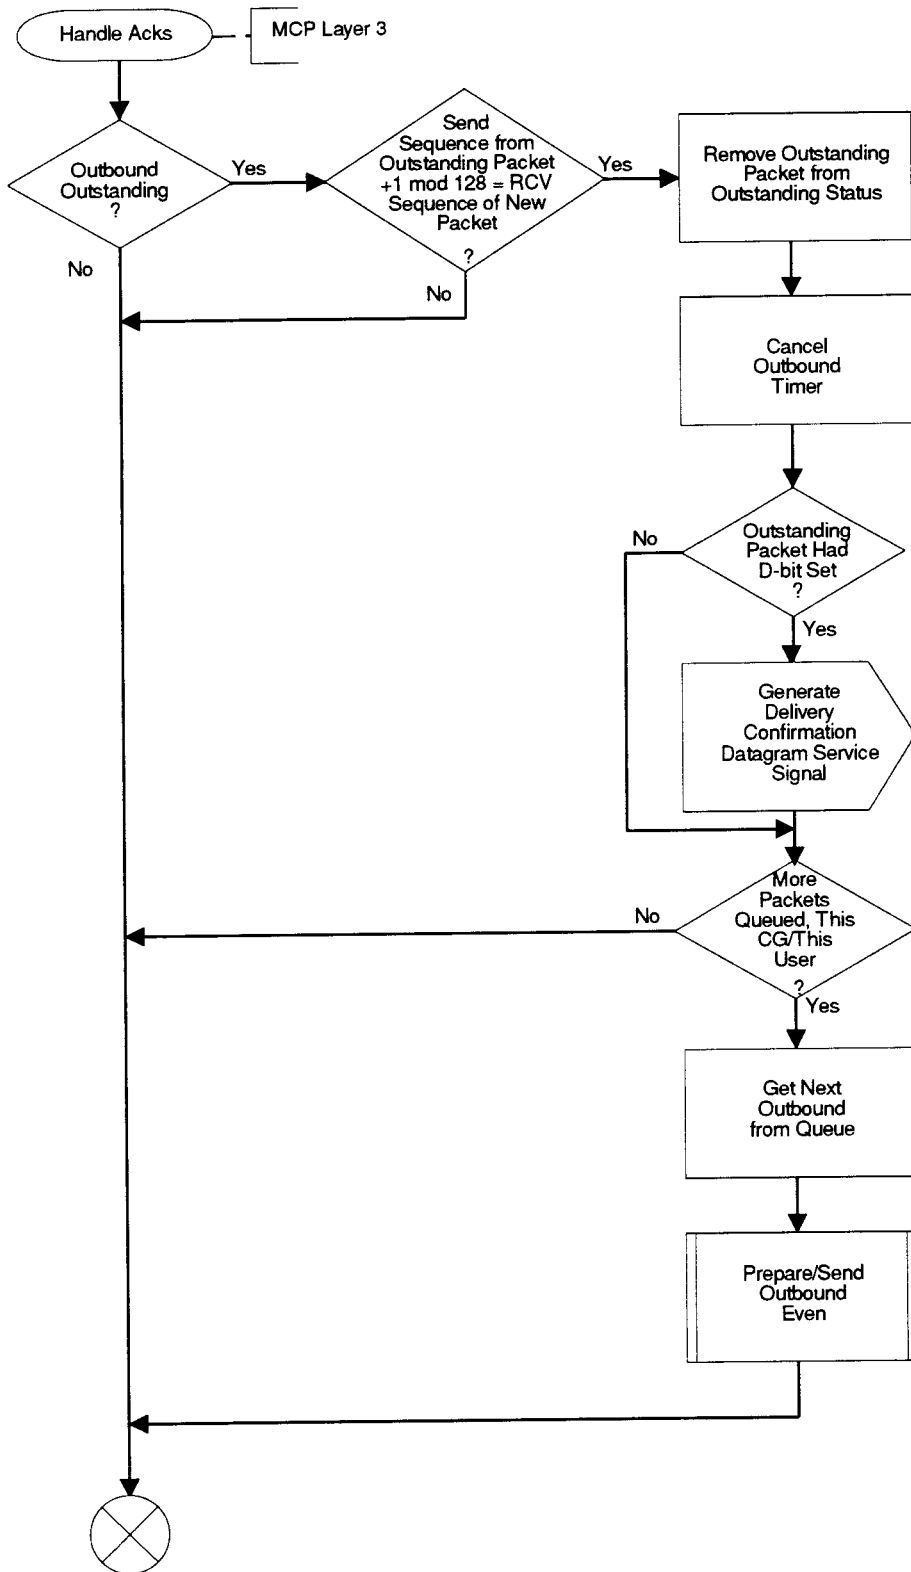 Handle Acks
MCP Layer 3
Outbound
Outstanding
?
Yes
No
Send
Sequence from
Outstanding Packet
+1 mod 128 = RCV
Sequence of New
Packet
?
Yes
No
Remove Outstanding
Packet from
Outstanding Status
Cancel
Outbound
Timer
Outstanding
Packet Had
D-bit Set
?
No
Yes
Generate
Delivery
Confirmation
Datagram Service
Signal
More
Packets
Queued, This
CG/This
User
?
No
Yes
Get Next
Outbound
from Queue
Prepare/Send
Outbound
Even